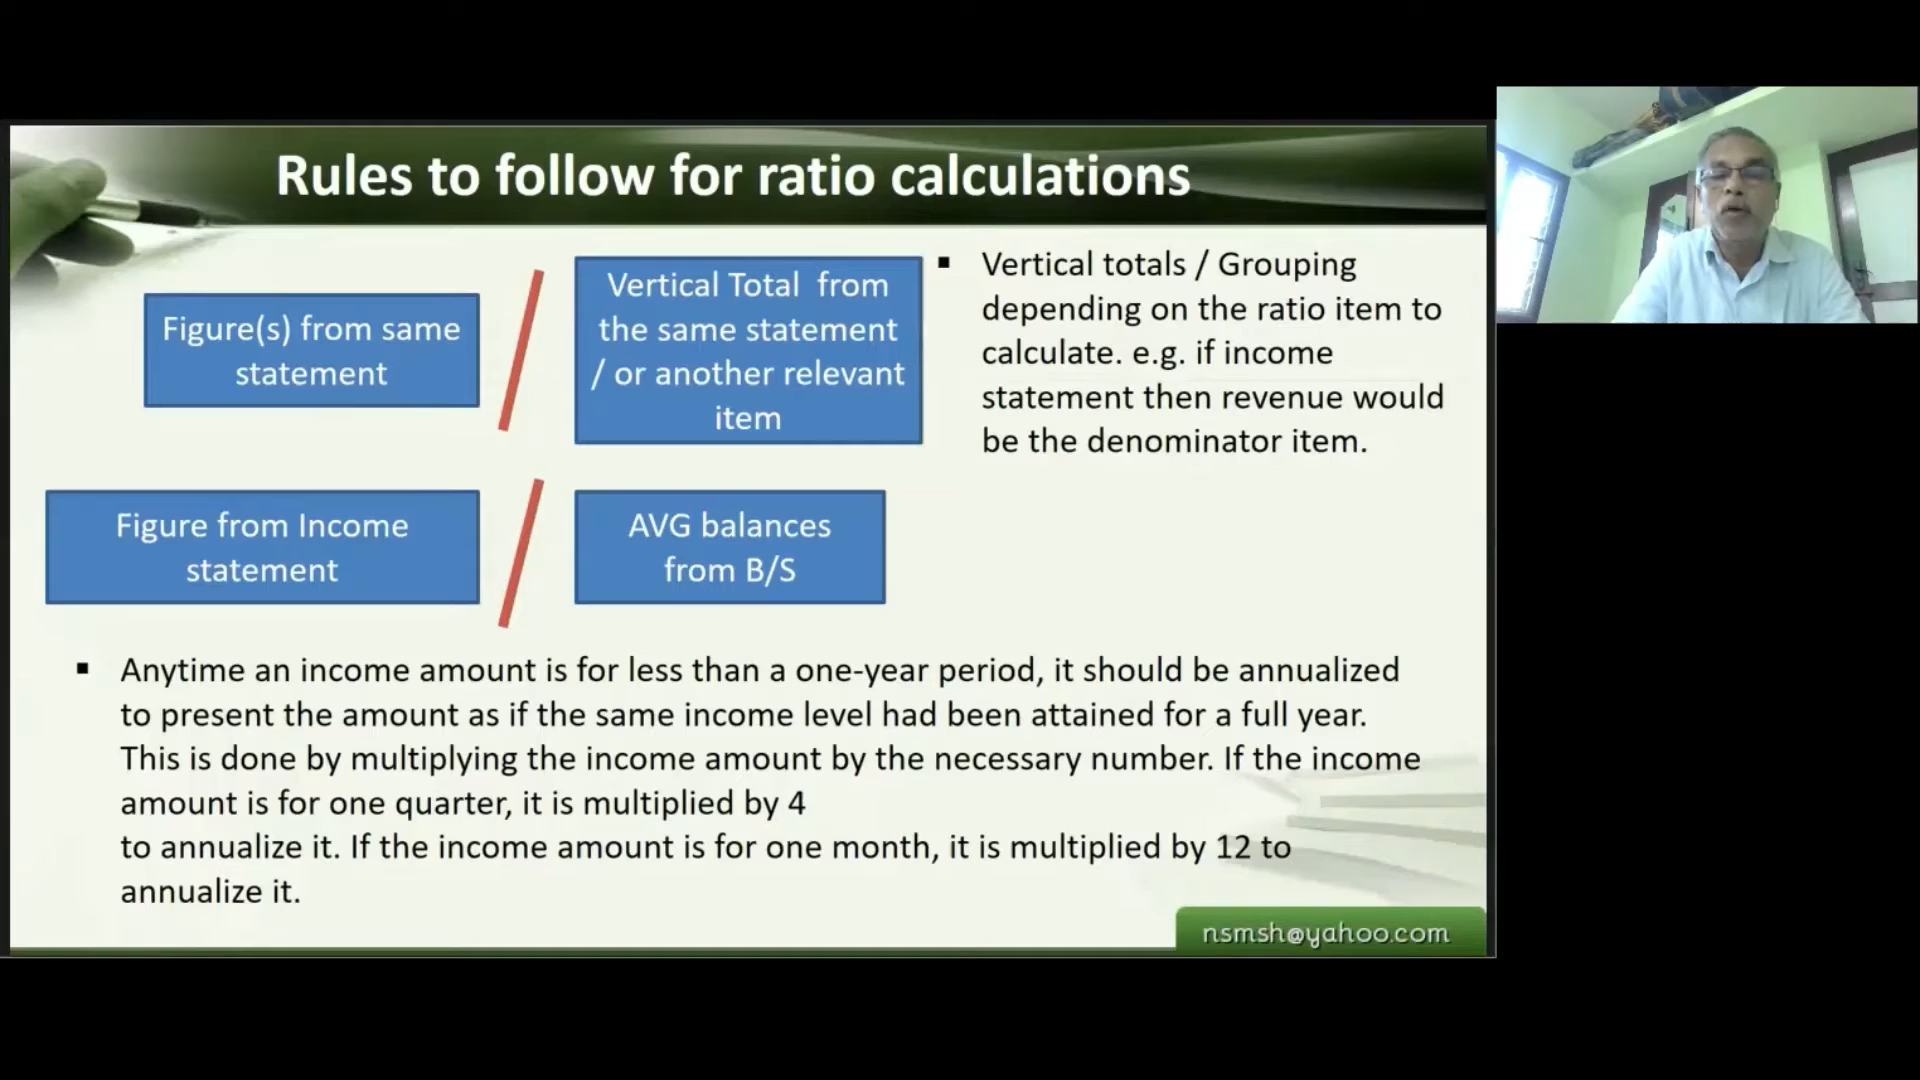 Rules to follow for ratio calculations
Figure(s) from same
statement
Vertical Total from
the same statement
/ or another relevant
item
▪ Vertical totals / Grouping
depending on the ratio item to
calculate. e.g. if income
statement then revenue would
be the denominator item.
Figure from Income
statement
AVG balances
from B/S
▪ Anytime an income amount is for less than a one-year period, it should be annualized
to present the amount as if the same income level had been attained for a full year.
This is done by multiplying the income amount by the necessary number. If the income
amount is for one quarter, it is multiplied by 4
to annualize it. If the income amount is for one month, it is multiplied by 12 to
annualize it.
nsmsh@yahoo.com